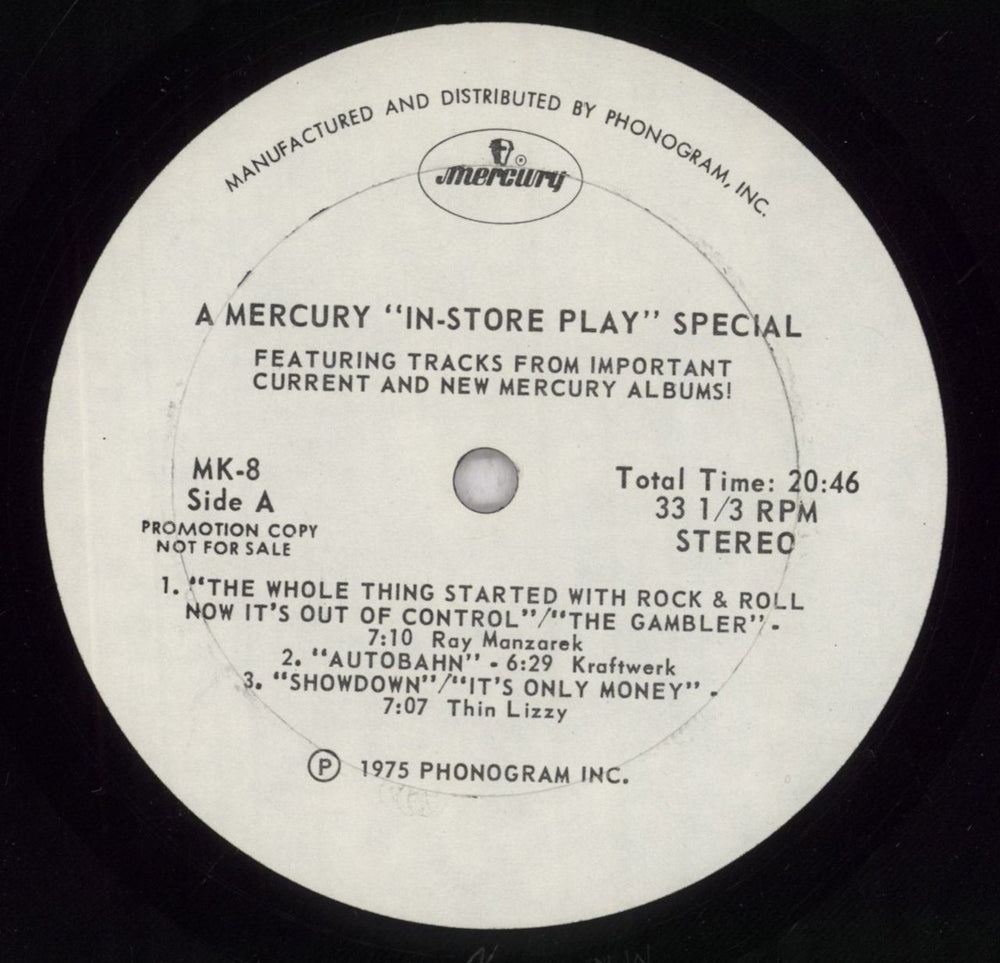 MANUFACTURED AND DISTRIBUTED BY PHONOGRAM, INC.
mercury ®
A MERCURY "IN-STORE PLAY" SPECIAL
FEATURING TRACKS FROM IMPORTANT
CURRENT AND NEW MERCURY ALBUMS!
MK-8
Side A
PROMOTION COPY
NOT FOR SALE
Total Time: 20:46
33 1/3 RPM
STEREO
1. "THE WHOLE THING STARTED WITH ROCK & ROLL
NOW IT'S OUT OF CONTROL"/"THE GAMBLER" -
7:10 Ray Manzarek
2. "AUTOBAHN" - 6:29 Kraftwerk
3. "SHOWDOWN"/"IT'S ONLY MONEY" -
7:07 Thin Lizzy
Ⓟ 1975 PHONOGRAM INC.